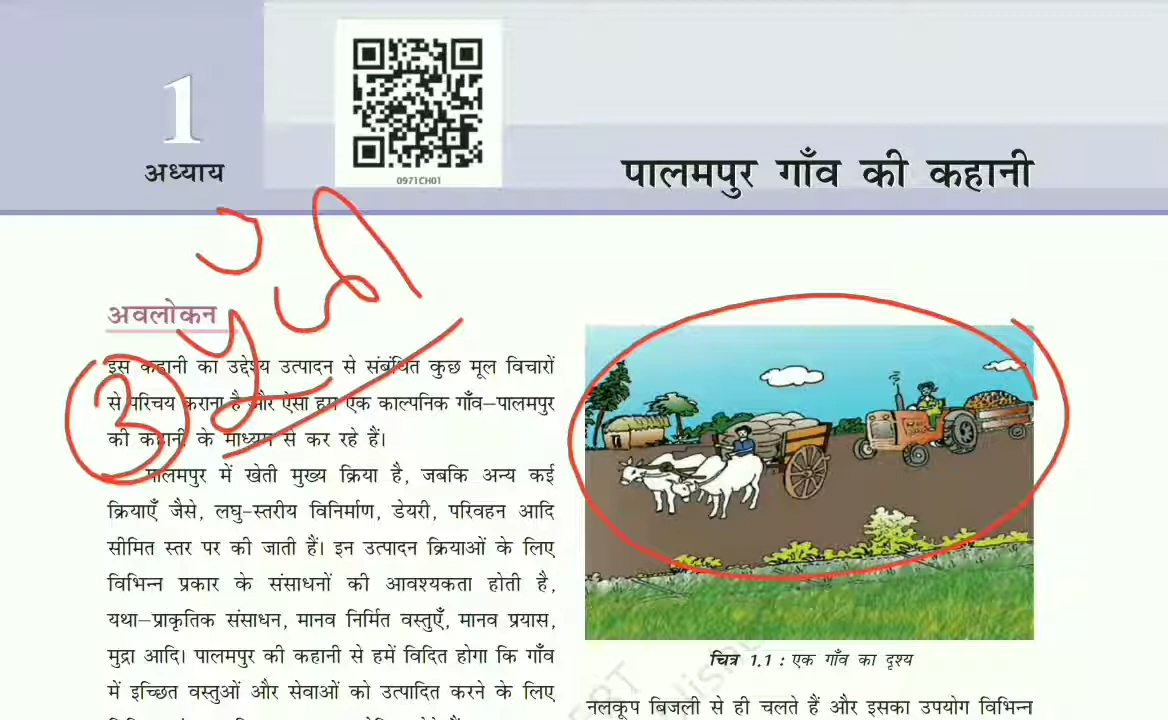 1
अध्याय
0971CH01
पालमपुर गाँव की कहानी
अवलोकन
इस कहानी का उद्देश्य उत्पादन से संबंधित कुछ मूल विचारों
से परिचय कराना है और ऐसा हम एक काल्पनिक गाँव–पालमपुर
की कहानी के माध्यम से कर रहे हैं।
पालमपुर में खेती मुख्य क्रिया है, जबकि अन्य कई
क्रियाएँ जैसे, लघु-स्तरीय विनिर्माण, डेयरी, परिवहन आदि
सीमित स्तर पर की जाती हैं। इन उत्पादन क्रियाओं के लिए
विभिन्न प्रकार के संसाधनों की आवश्यकता होती है,
यथा–प्राकृतिक संसाधन, मानव निर्मित वस्तुएँ, मानव प्रयास,
मुद्रा आदि। पालमपुर की कहानी से हमें विदित होगा कि गाँव
में इच्छित वस्तुओं और सेवाओं को उत्पादित करने के लिए
चित्र 1.1 : एक गाँव का दृश्य
नलकूप बिजली से ही चलते हैं और इसका उपयोग विभिन्न